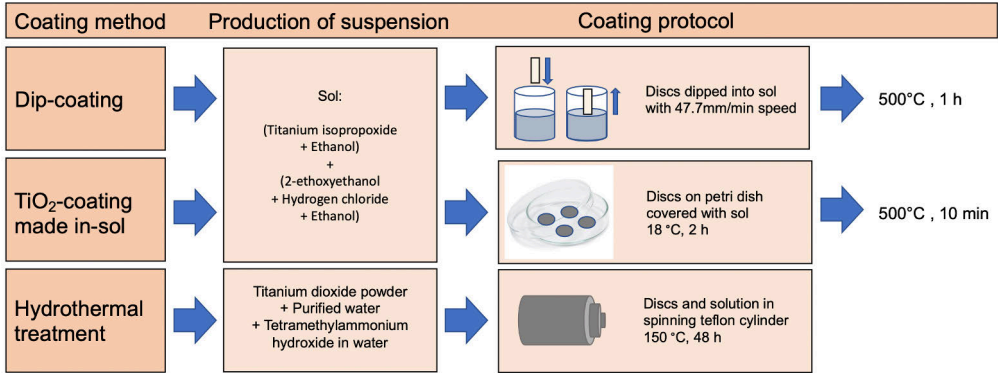 Coating method
Production of suspension
Coating protocol
Dip-coating
Sol:
(Titanium isopropoxide
+ Ethanol)
+
(2-ethoxyethanol
+ Hydrogen chloride
+ Ethanol)
Discs dipped into sol
with 47.7mm/min speed
500°C , 1 h
TiO₂-coating
made in-sol
Discs on petri dish
covered with sol
18 °C, 2 h
500°C , 10 min
Hydrothermal
treatment
Titanium dioxide powder
+ Purified water
+ Tetramethylammonium
hydroxide in water
Discs and solution in
spinning teflon cylinder
150 °C, 48 h